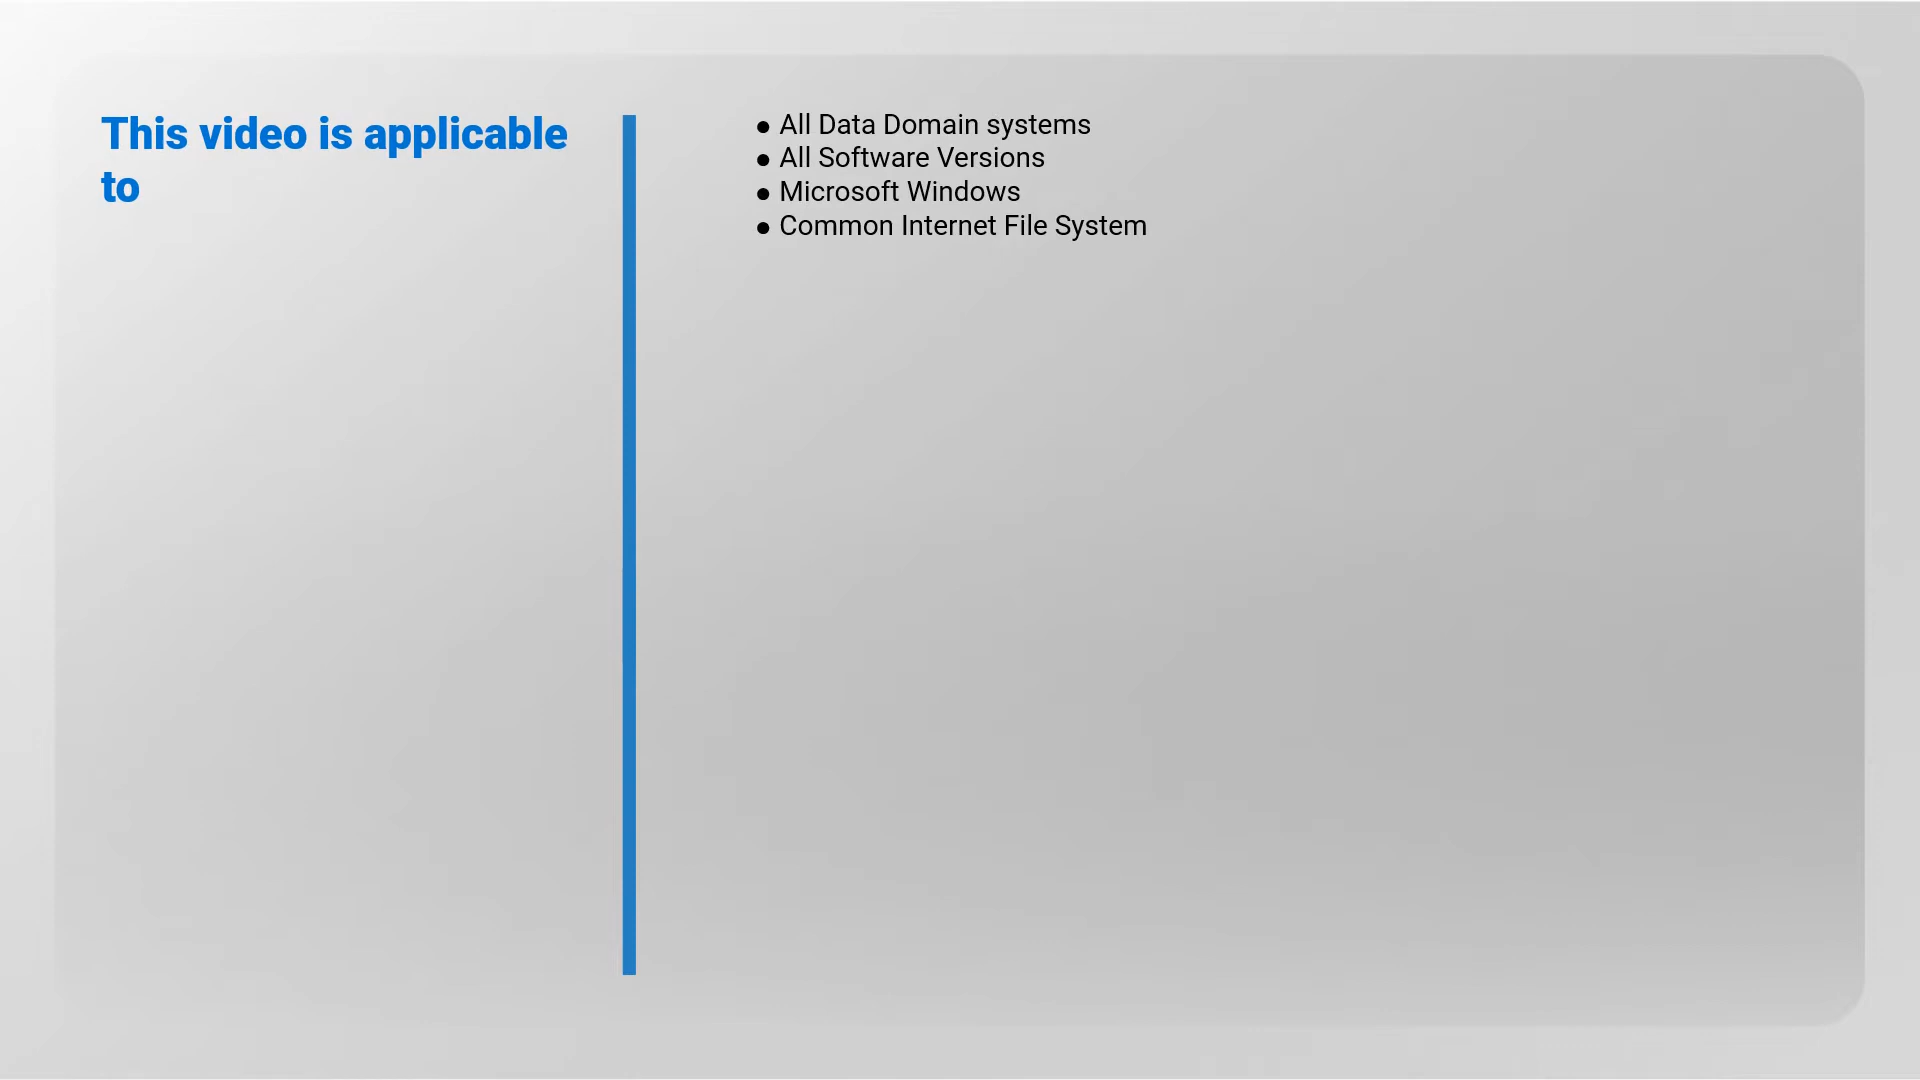 This video is applicable
to
● All Data Domain systems
● All Software Versions
● Microsoft Windows
● Common Internet File System